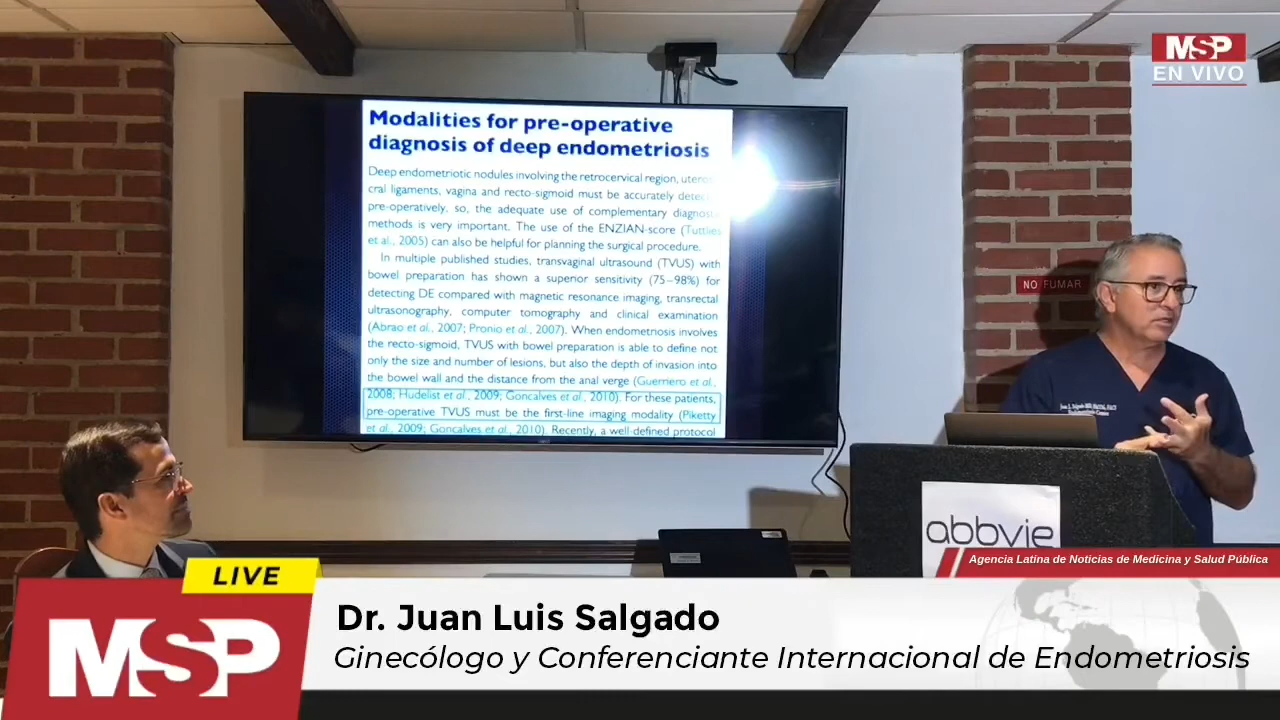 MSP
EN VIVO
Modalities for pre-operative
diagnosis of deep endometriosis
Deep endometriotic nodules involving the retrocervical region,
cral ligaments, vagina and recto-sigmoid must be accurately
pre-operatively, so, the adequate use of complementary
methods is very important. The use of the ENZIAN-score (Tuttlies
et al., 2005) can also be helpful for planning the surgical procedure.
In multiple published studies, transvaginal ultrasound (TVUS) with
bowel preparation has shown a superior sensitivity (75–98%) for
detecting DE compared with magnetic resonance imaging, transrectal
ultrasonography, computer tomography and clinical examination
(Abrao et al., 2007; Pronio et al., 2007). When endometriosis involves
the recto-sigmoid, TVUS with bowel preparation is able to define not
only the size and number of lesions, but also the depth of invasion into
the bowel wall and the distance from the anal verge (Guerriero et al.,
2008; Hudelist et al., 2009; Goncalves et al., 2010). For these patients,
pre-operative TVUS must be the first-line imaging modality (Piketty
et al., 2009; Goncalves et al., 2010). Recently, a well-defined protocol
NO FUMAR
abbvie
Agencia Latina de Noticias de Medicina y Salud Pública
LIVE
MSP
Dr. Juan Luis Salgado
Ginecólogo y Conferenciante Internacional de Endometriosis